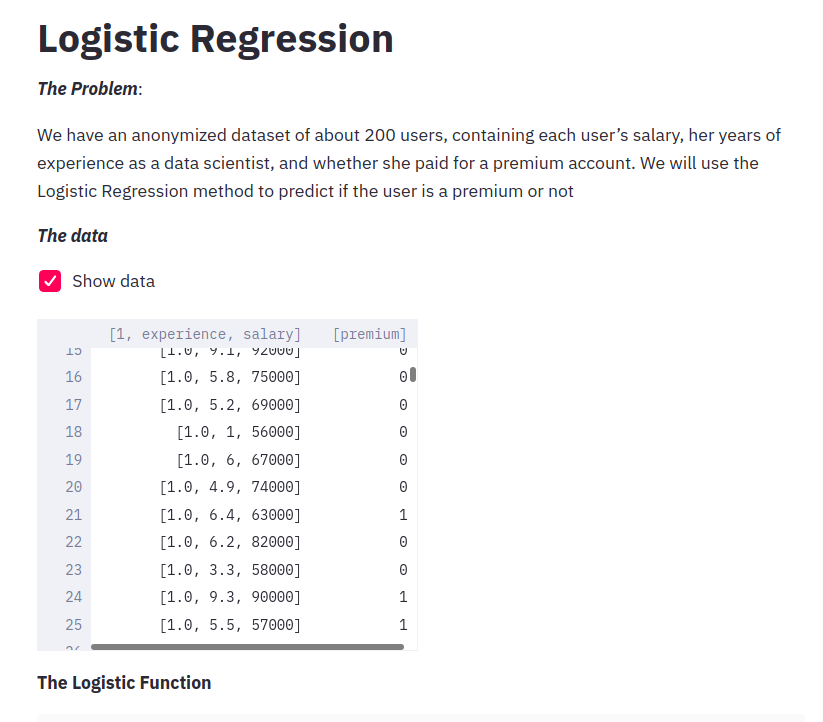 Logistic Regression
The Problem:
We have an anonymized dataset of about 200 users, containing each user’s salary, her years of
experience as a data scientist, and whether she paid for a premium account. We will use the
Logistic Regression method to predict if the user is a premium or not
The data
Show data
[1, experience, salary] [premium]
15 [1.0, 9.1, 92000] 0
16 [1.0, 5.8, 75000] 0
17 [1.0, 5.2, 69000] 0
18 [1.0, 1, 56000] 0
19 [1.0, 6, 67000] 0
20 [1.0, 4.9, 74000] 0
21 [1.0, 6.4, 63000] 1
22 [1.0, 6.2, 82000] 0
23 [1.0, 3.3, 58000] 0
24 [1.0, 9.3, 90000] 1
25 [1.0, 5.5, 57000] 1
The Logistic Function